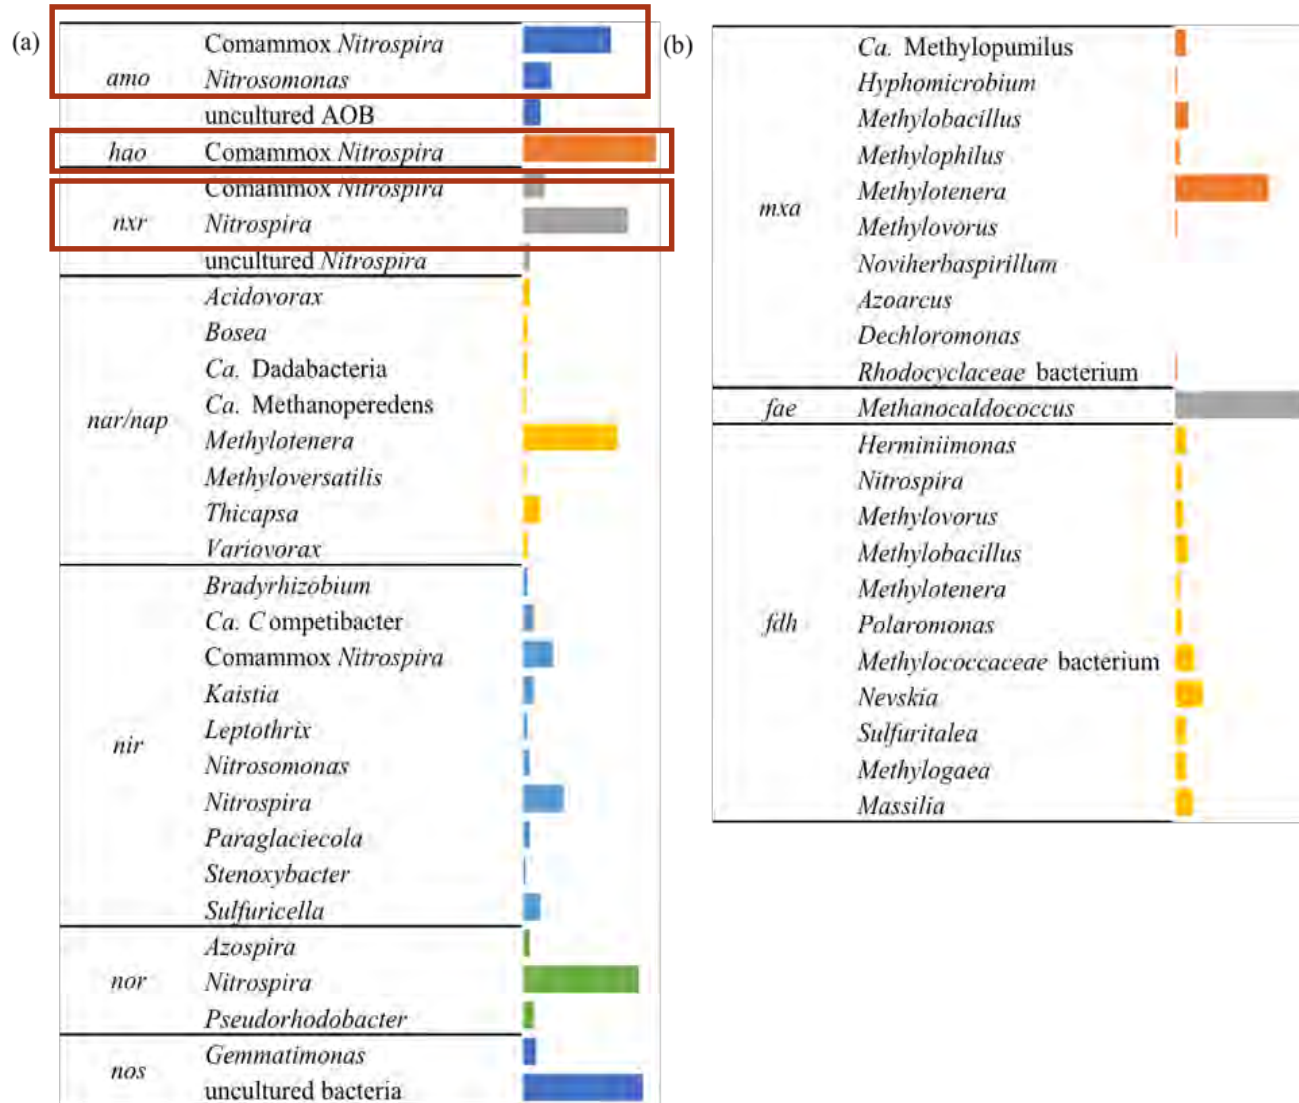 (a)
amo
Comammox Nitrospira
Nitrosomonas
uncultured AOB
hao
Comammox Nitrospira
nxr
Comammox Nitrospira
Nitrospira
uncultured Nitrospira
nar/nap
Acidovorax
Bosea
Ca. Dadabacteria
Ca. Methanoperedens
Methylotenera
Methyloversatilis
Thicapsa
Variovorax
nir
Bradyrhizobium
Ca. Competibacter
Comammox Nitrospira
Kaistia
Leptothrix
Nitrosomonas
Nitrospira
Paraglaciecola
Stenoxybacter
Sulfuricella
nor
Azospira
Nitrospira
Pseudorhodobacter
nos
Gemmatimonas
uncultured bacteria
(b)
mxa
Ca. Methylopumilus
Hyphomicrobium
Methylobacillus
Methylophilus
Methylotenera
Methylovorus
Noviherbaspirillum
Azoarcus
Dechloromonas
Rhodocyclaceae bacterium
fae
Methanocaldococcus
fdh
Herminiimonas
Nitrospira
Methylovorus
Methylobacillus
Methylotenera
Polaromonas
Methylococcaceae bacterium
Nevskia
Sulfuritalea
Methylogaea
Massilia